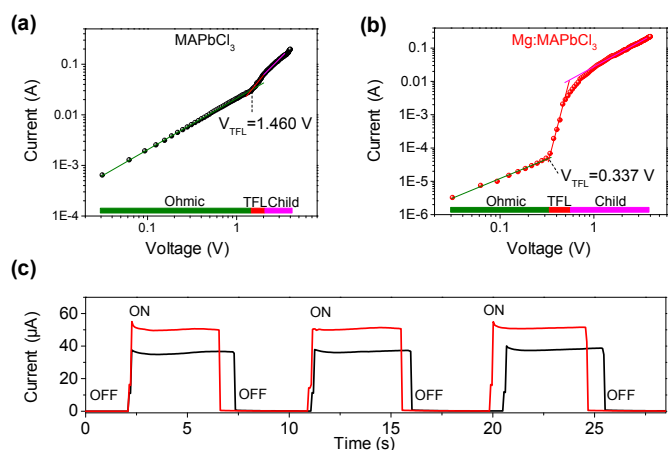 (a)
MAPbCl3
0.1
0.01
1E-3
1E-4
Current (A)
V_TFL=1.460 V
Ohmic TFL Child
0.1 1
Voltage (V)
(b)
Mg:MAPbCl3
1
0.1
0.01
1E-3
1E-4
1E-5
1E-6
Current (A)
V_TFL=0.337 V
Ohmic TFL Child
0.1 1
Voltage (V)
(c)
60
40
20
0
Current (µA)
ON ON ON
OFF OFF OFF OFF
0 5 10 15 20 25
Time (s)